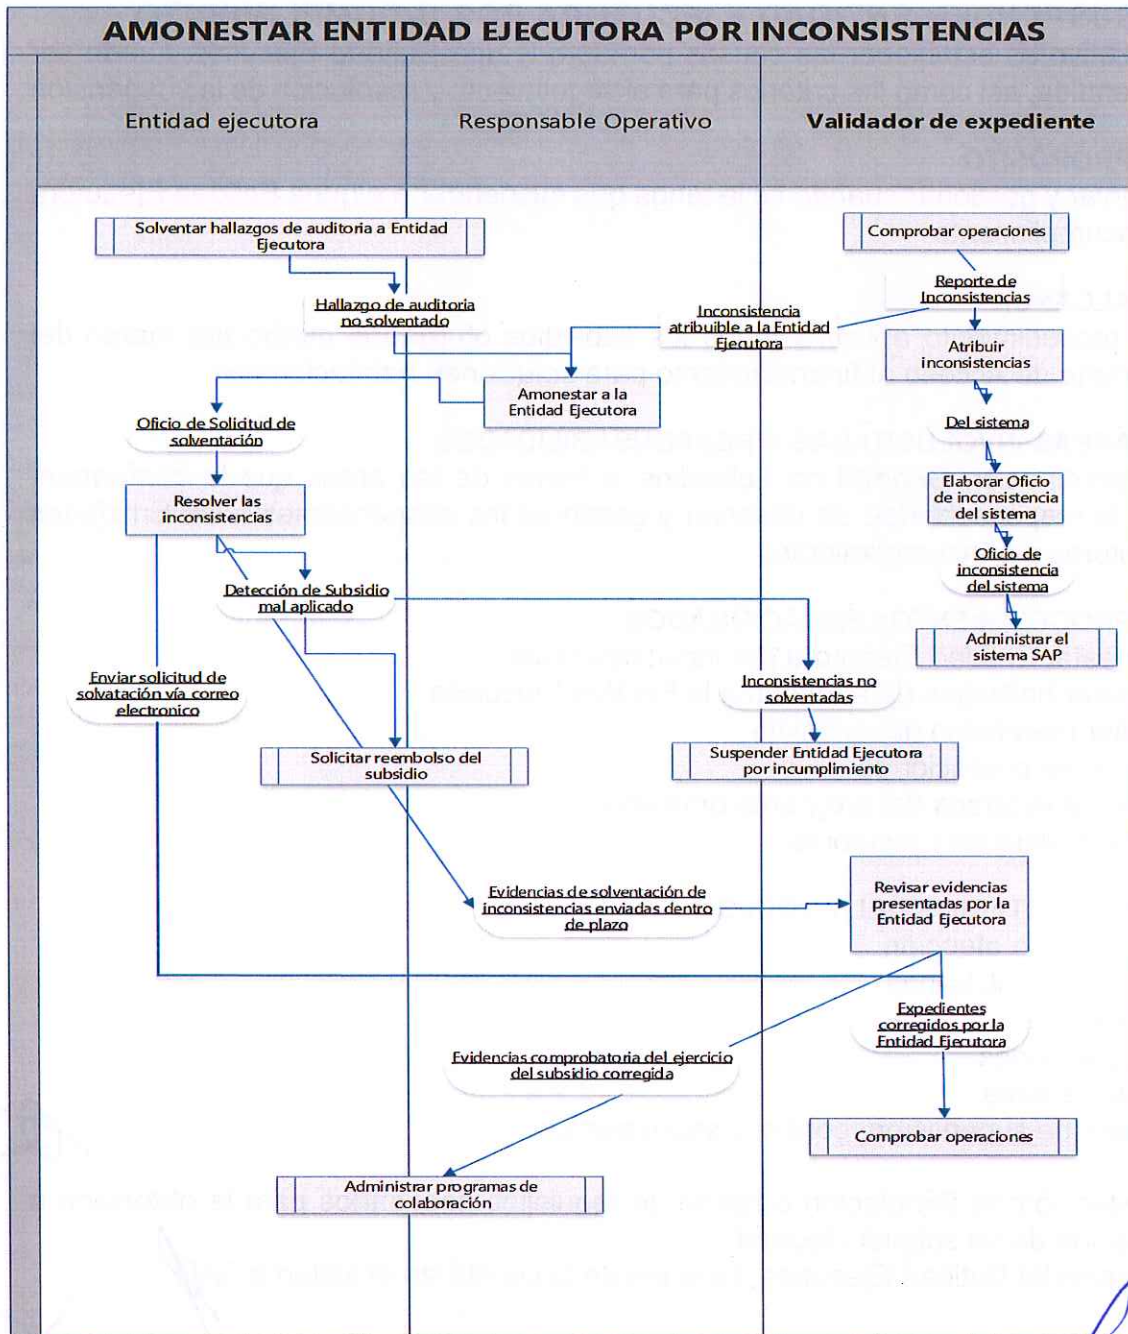 AMONESTAR ENTIDAD EJECUTORA POR INCONSISTENCIAS
Entidad ejecutora
Responsable Operativo
Validador de expediente
Solventar hallazgos de auditoria a Entidad
Ejecutora
Comprobar operaciones
Hallazgo de auditoria
no solventado
Inconsistencia
atribuible a la Entidad
Ejecutora
Reporte de
Inconsistencias
Atribuir
inconsistencias
Amonestar a la
Entidad Ejecutora
Oficio de Solicitud de
solventación
Del sistema
Resolver las
inconsistencias
Elaborar Oficio
de inconsistencia
del sistema
Oficio de
inconsistencia
del sistema
Detección de Subsidio
mal aplicado
Administrar el
sistema SAP
Enviar solicitud de
solvatación vía correo
electronico
Inconsistencias no
solventadas
Solicitar reembolso del
subsidio
Suspender Entidad Ejecutora
por incumplimiento
Evidencias de solventación de
inconsistencias enviadas dentro
de plazo
Revisar evidencias
presentadas por la
Entidad Ejecutora
Expedientes
corregidos por la
Entidad Ejecutora
Evidencias comprobatoria del ejercicio
del subsidio corregida
Comprobar operaciones
Administrar programas de
colaboración